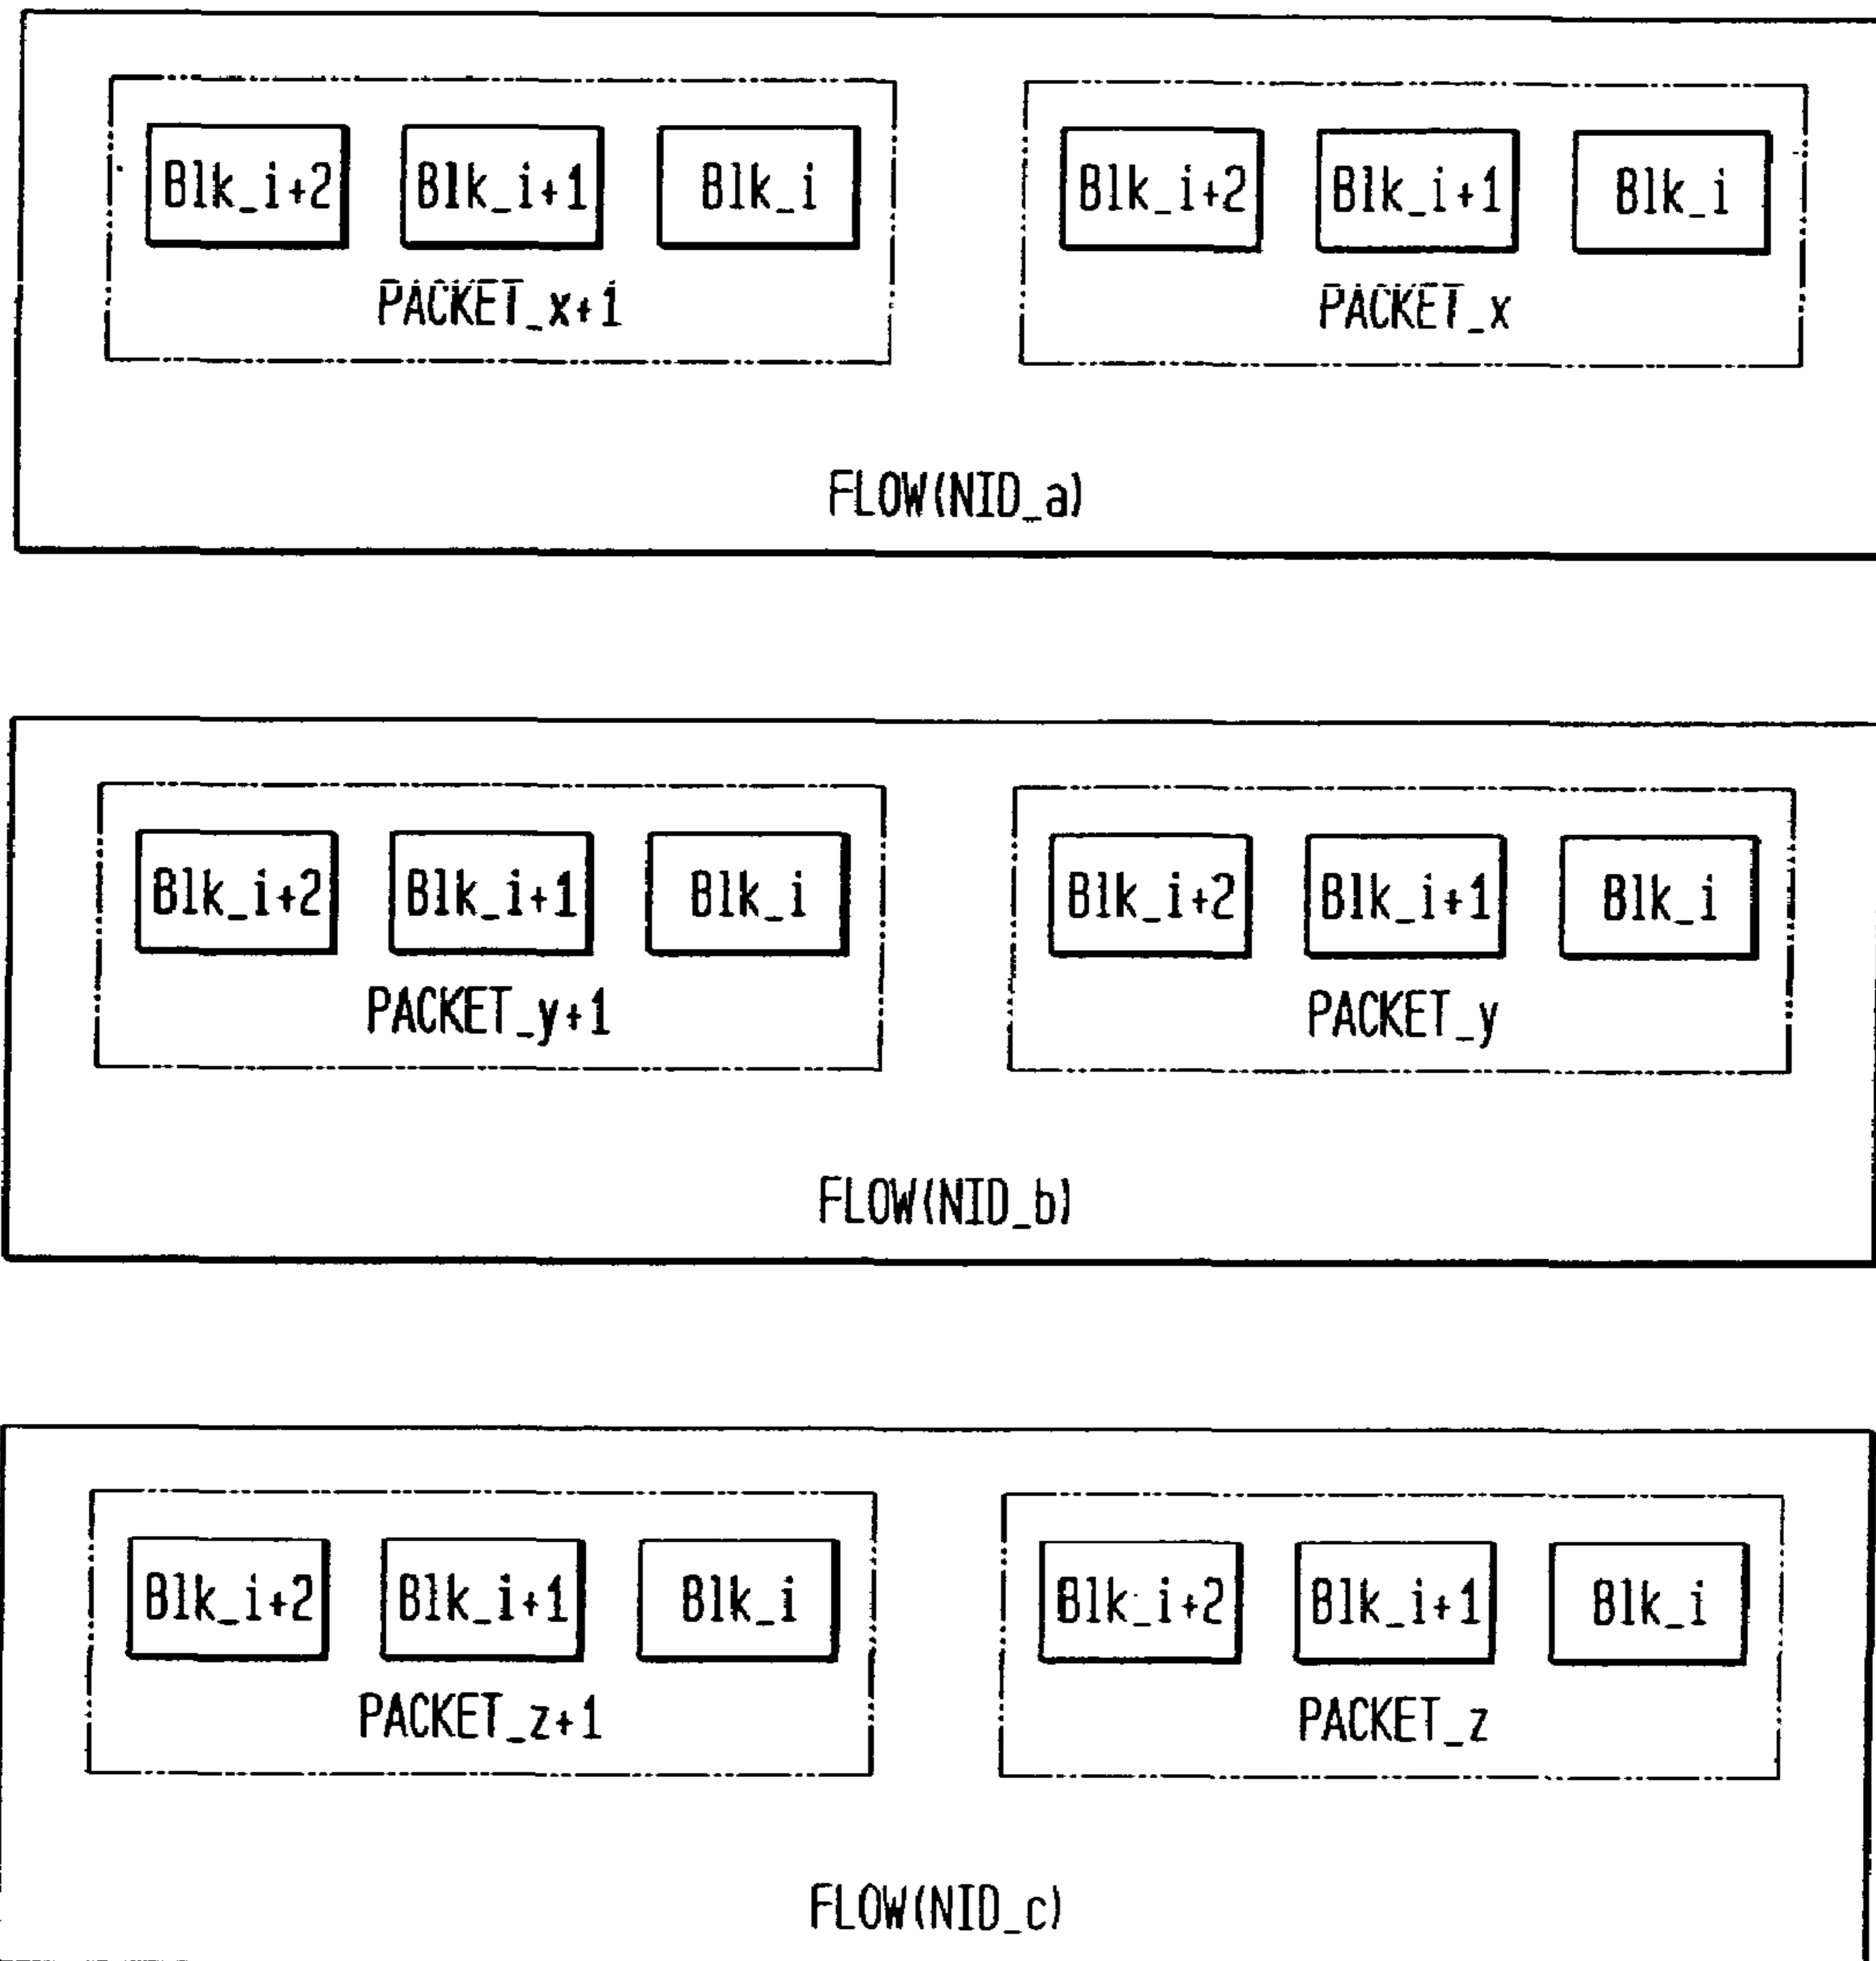 Blk_i+2 Blk_i+1 Blk_i Blk_i+2 Blk_i+1 Blk_i
PACKET_x+1 PACKET_x
FLOW(NID_a)
Blk_i+2 Blk_i+1 Blk_i Blk_i+2 Blk_i+1 Blk_i
PACKET_y+1 PACKET_y
FLOW(NID_b)
Blk_i+2 Blk_i+1 Blk_i Blk_i+2 Blk_i+1 Blk_i
PACKET_z+1 PACKET_z
FLOW(NID_c)